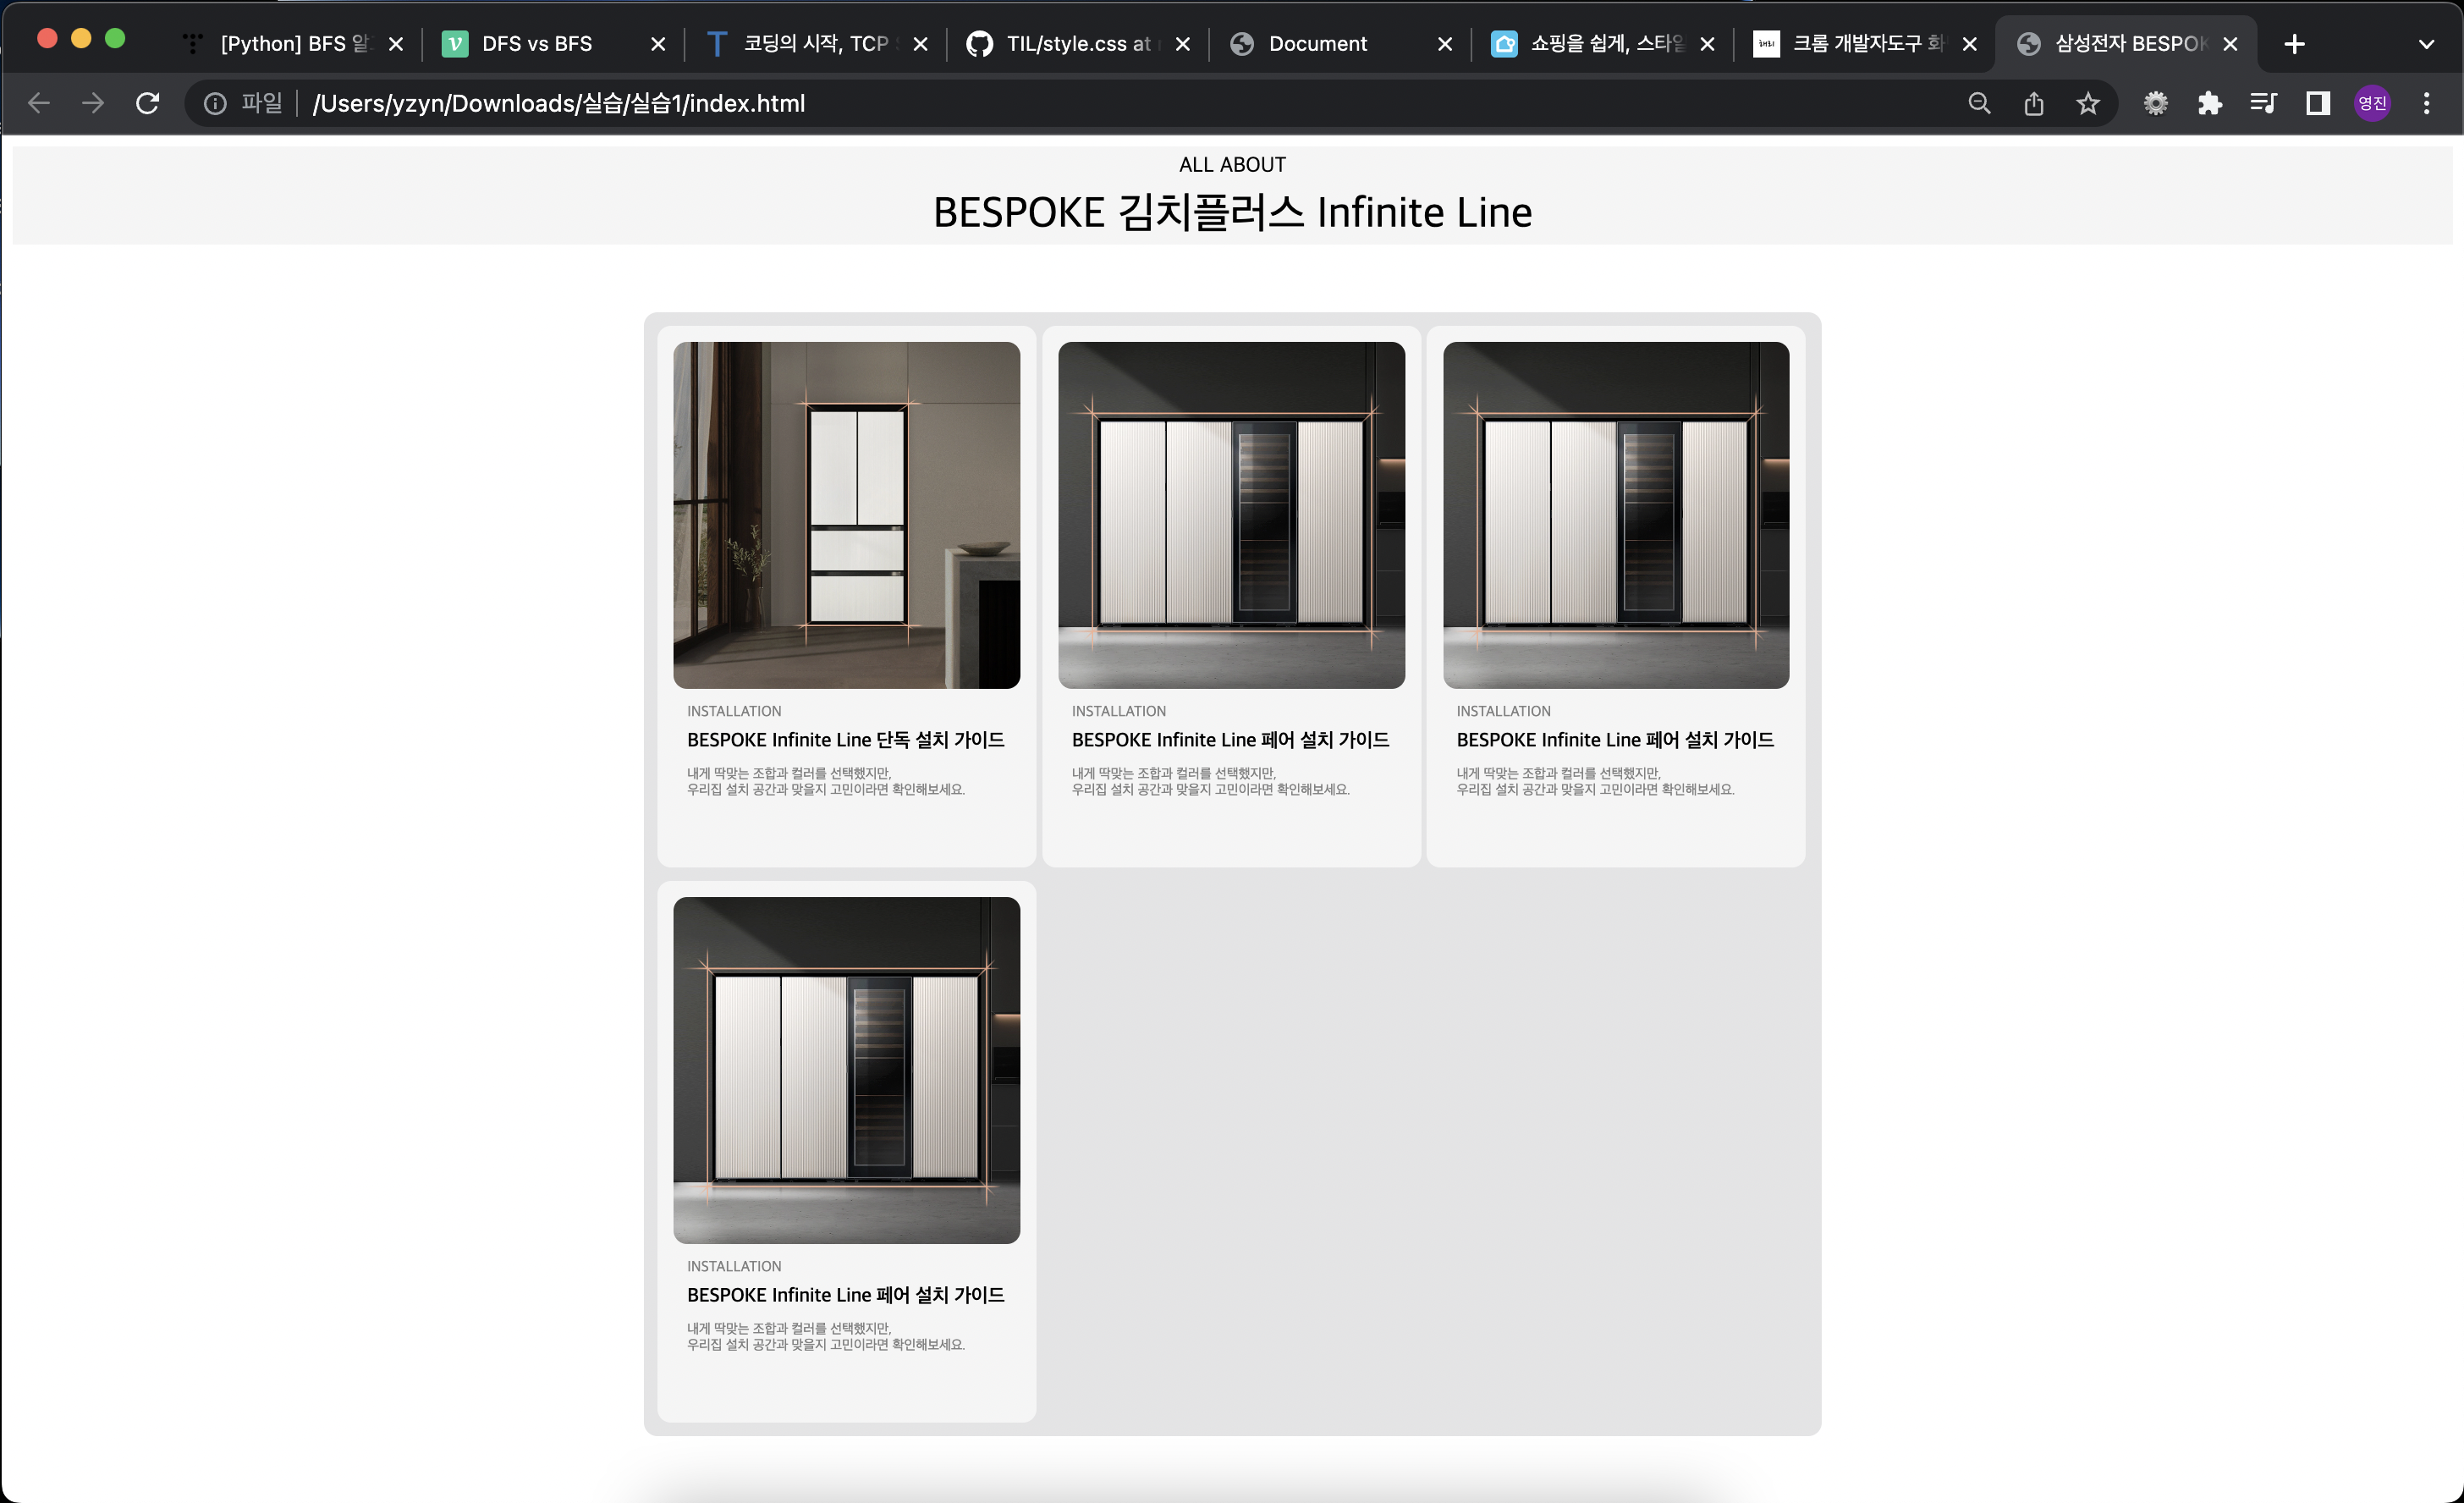 [Python] BFS 알
DFS vs BFS
코딩의 시작, TCP
TIL/style.css at
Document
쇼핑을 쉽게, 스타일
크롬 개발자도구 화
삼성전자 BESPOK
파일
/Users/yzyn/Downloads/실습/실습1/index.html
영진
ALL ABOUT
BESPOKE 김치플러스 Infinite Line
INSTALLATION
BESPOKE Infinite Line 단독 설치 가이드
내게 딱맞는 조합과 컬러를 선택했지만,
우리집 설치 공간과 맞을지 고민이라면 확인해보세요.
INSTALLATION
BESPOKE Infinite Line 페어 설치 가이드
내게 딱맞는 조합과 컬러를 선택했지만,
우리집 설치 공간과 맞을지 고민이라면 확인해보세요.
INSTALLATION
BESPOKE Infinite Line 페어 설치 가이드
내게 딱맞는 조합과 컬러를 선택했지만,
우리집 설치 공간과 맞을지 고민이라면 확인해보세요.
INSTALLATION
BESPOKE Infinite Line 페어 설치 가이드
내게 딱맞는 조합과 컬러를 선택했지만,
우리집 설치 공간과 맞을지 고민이라면 확인해보세요.